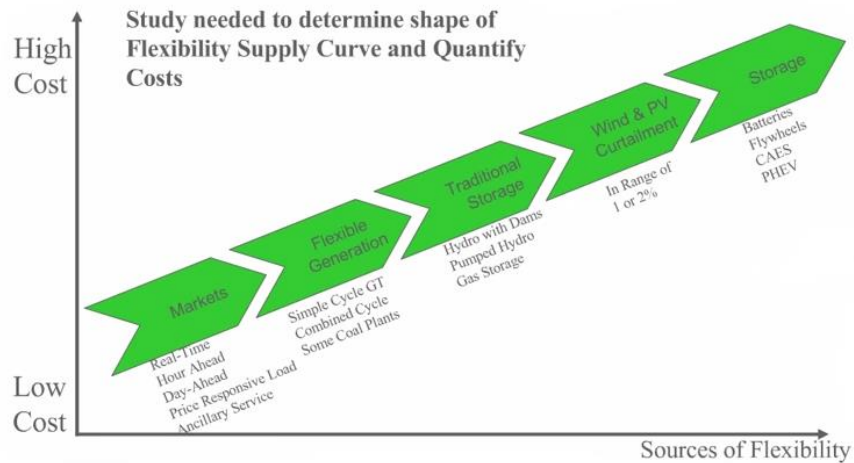 Study needed to determine shape of
Flexibility Supply Curve and Quantify
Costs
High
Cost
Low
Cost
Markets
Real-Time
Hour Ahead
Day-Ahead
Price Responsive Load
Ancillary Service
Flexible
Generation
Simple Cycle GT
Combined Cycle
Some Coal Plants
Traditional
Storage
Hydro with Dams
Pumped Hydro
Gas Storage
Wind & PV
Curtailment
In Range of
1 or 2%
Storage
Batteries
Flywheels
CAES
PHEV
Sources of Flexibility